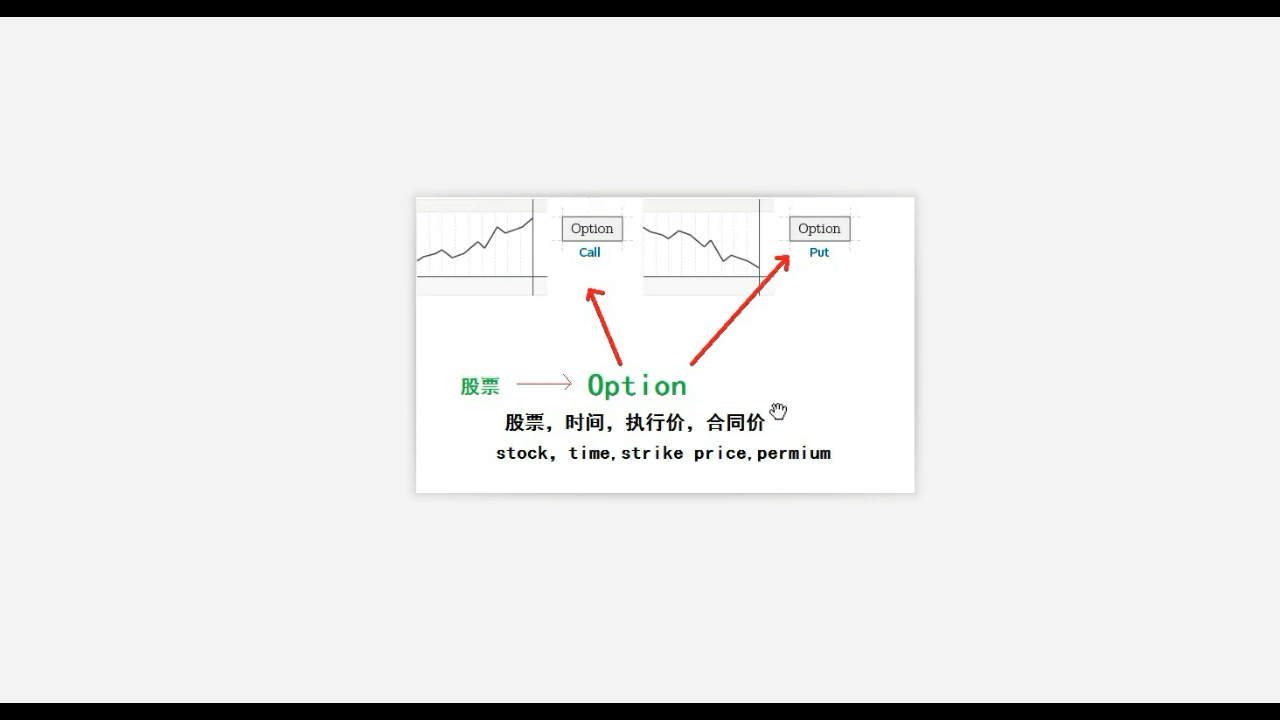 Option
Call
Option
Put
股票
Option
股票，时间，执行价，合同价
stock, time,strike price,permium